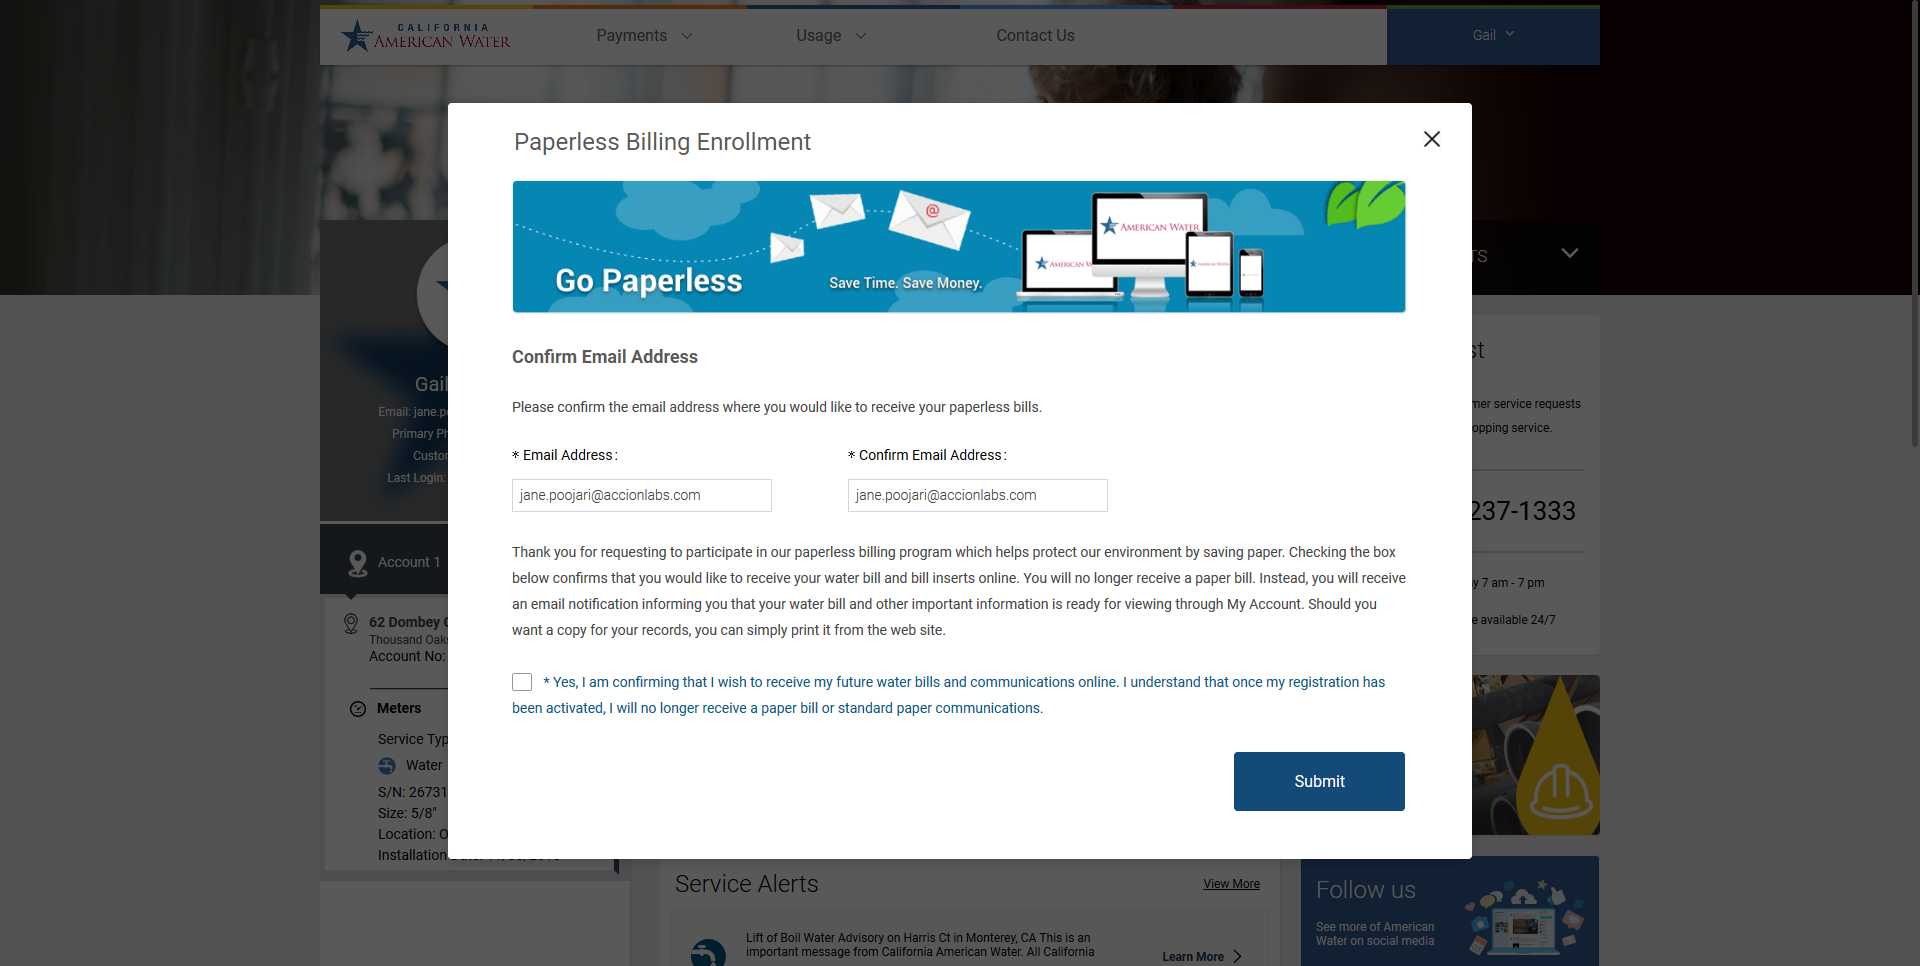 CALIFORNIA
AMERICAN WATER
Payments
Usage
Contact Us
Gail
Paperless Billing Enrollment
AMERICAN WATER
AMERICAN W
Go Paperless
Save Time. Save Money.
TS
Confirm Email Address
st
Gail
Please confirm the email address where you would like to receive your paperless bills.
mer service requests
Email: jane.p
opping service.
Primary Ph
* Email Address:
* Confirm Email Address:
Custor
Last Login:
jane.poojari@accionlabs.com
jane.poojari@accionlabs.com
237-1333
Account 1
Thank you for requesting to participate in our paperless billing program which helps protect our environment by saving paper. Checking the box
below confirms that you would like to receive your water bill and bill inserts online. You will no longer receive a paper bill. Instead, you will receive
an email notification informing you that your water bill and other important information is ready for viewing through My Account. Should you
want a copy for your records, you can simply print it from the web site.
y 7 am - 7 pm
e available 24/7
62 Dombey
Thousand Oaks
Account No:
* Yes, I am confirming that I wish to receive my future water bills and communications online. I understand that once my registration has
been activated, I will no longer receive a paper bill or standard paper communications.
Meters
Service Typ
Water
S/N: 26731
Size: 5/8"
Location: O
Installation
Submit
Service Alerts
View More
Lift of Boil Water Advisory on Harris Ct in Monterey, CA This is an
important message from California American Water. All California
Learn More
Follow us
See more of American
Water on social media